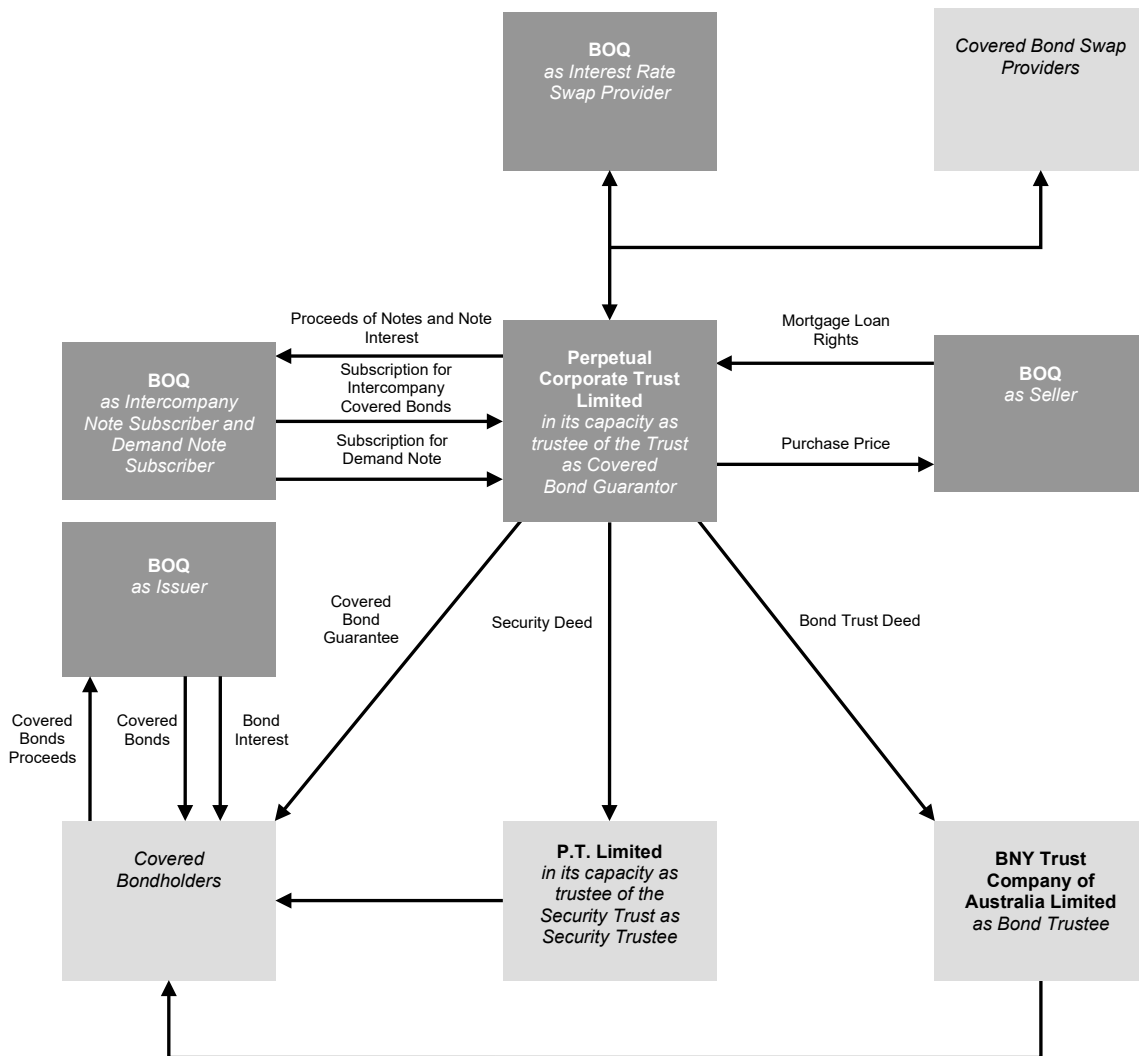 BOQ
as Interest Rate
Swap Provider
Covered Bond Swap
Providers
Proceeds of Notes and Note
Interest
Subscription for
Intercompany
Covered Bonds
Subscription for
Demand Note
BOQ
as Intercompany
Note Subscriber and
Demand Note
Subscriber
Perpetual
Corporate Trust
Limited
in its capacity as
trustee of the Trust
as Covered
Bond Guarantor
Mortgage Loan
Rights
Purchase Price
BOQ
as Seller
BOQ
as Issuer
Covered
Bond
Guarantee
Security Deed
Bond Trust Deed
Covered
Bonds
Proceeds
Covered
Bonds
Bond
Interest
Covered
Bondholders
P.T. Limited
in its capacity as
trustee of the
Security Trust as
Security Trustee
BNY Trust
Company of
Australia Limited
as Bond Trustee